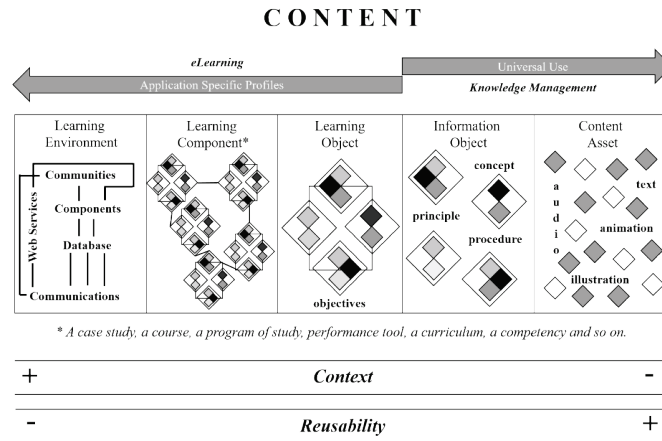 CONTENT
eLearning
Universal Use
Application Specific Profiles
Knowledge Management
Learning
Environment
Communities
Web Services
Components
Database
Communications
Learning
Component*
Learning
Object
objectives
Information
Object
concept
principle
procedure
Content
Asset
text
audio
animation
illustration
* A case study, a course, a program of study, performance tool, a curriculum, a competency and so on.
+ Context -
- Reusability +